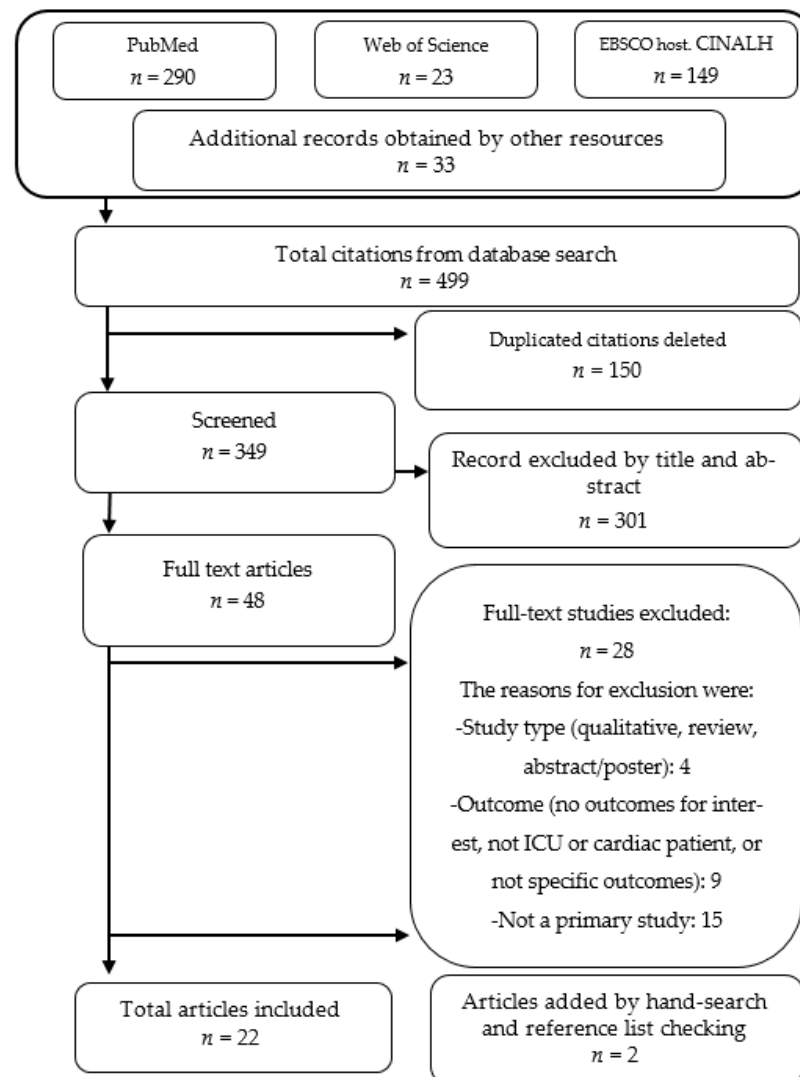 PubMed
n = 290
Web of Science
n = 23
EBSCO host. CINALH
n = 149
Additional records obtained by other resources
n = 33
Total citations from database search
n = 499
Duplicated citations deleted
n = 150
Screened
n = 349
Record excluded by title and ab-
stract
n = 301
Full text articles
n = 48
Full-text studies excluded:
n = 28
The reasons for exclusion were:
-Study type (qualitative, review,
abstract/poster): 4
-Outcome (no outcomes for inter-
est, not ICU or cardiac patient, or
not specific outcomes): 9
-Not a primary study: 15
Total articles included
n = 22
Articles added by hand-search
and reference list checking
n = 2